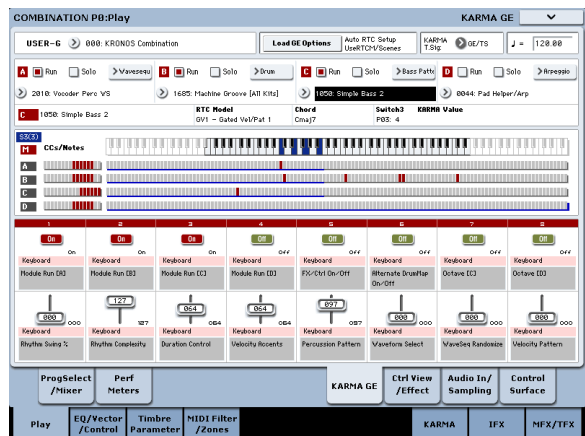 COMBINATION P0:Play KARMA GE
USER-G 000: KRONOS Combination Load GE Options Auto RTC Setup UseRTCM/Scenes KARMA T.Sig: GE/TS ♩= 120.00
A Run Solo >Wavesequ B Run Solo >Drum C Run Solo >Bass Patte D Run Solo >Arpeggio
2010: Vocoder Perc WS 1685: Machine Groove [All Kits] 1050: Simple Bass 2 0044: Pad Helper/Arp
RTC Model Chord Switch3 KARMA Value
C 1050: Simple Bass 2 GV1 - Gated Vel/Pat 1 Cmaj7 P03: 4
S3(3)
M CCs/Notes
A
B
C
D
1 2 3 4 5 6 7 8
On On On Off Off Off Off Off
On On On Off Off Off Off Off
Keyboard Keyboard Keyboard Keyboard Keyboard Keyboard Keyboard Keyboard
Module Run [A] Module Run [B] Module Run [C] Module Run [D] FX/Ctrl On/Off Alternate DrumMap On/Off Octave [C] Octave [D]
000 127 064 064 097 000 000 000
000 127 064 064 097 000 000 000
Keyboard Keyboard Keyboard Keyboard Keyboard Keyboard Keyboard Keyboard
Rhythm Swing % Rhythm Complexity Duration Control Velocity Accents Percussion Pattern Waveform Select WaveSeq Randomize Velocity Pattern
ProgSelect /Mixer Perf Meters KARMA GE Ctrl View /Effect Audio In/ Sampling Control Surface
Play EQ/Vector /Control Timbre Parameter MIDI Filter /Zones KARMA IFX MFX/TFX